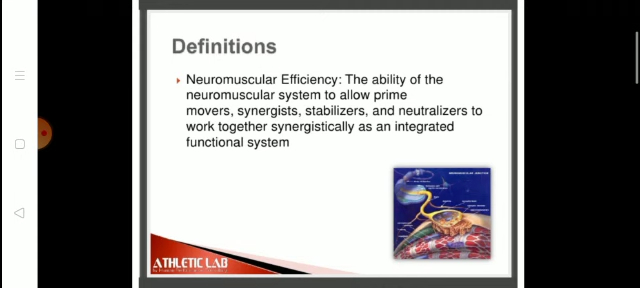 Definitions
Neuromuscular Efficiency: The ability of the
neuromuscular system to allow prime
movers, synergists, stabilizers, and neutralizers to
work together synergistically as an integrated
functional system
ATHLETIC LAB